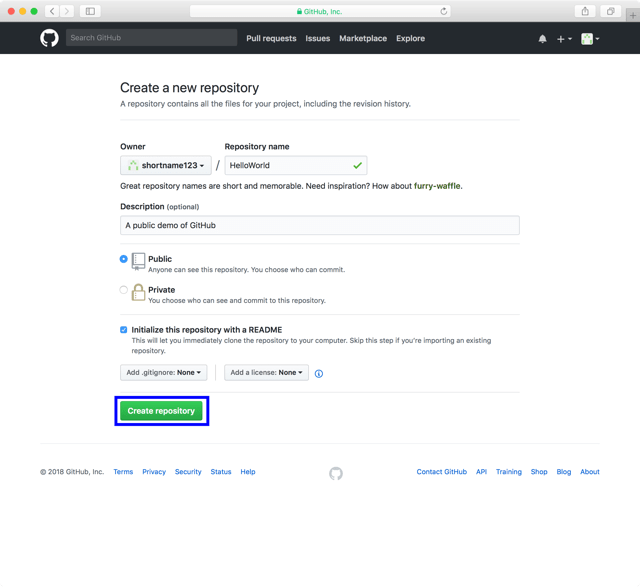 GitHub, Inc.
Search GitHub
Pull requests Issues Marketplace Explore
Create a new repository
A repository contains all the files for your project, including the revision history.
Owner Repository name
shortname123 / HelloWorld
Great repository names are short and memorable. Need inspiration? How about furry-waffle.
Description (optional)
A public demo of GitHub
Public
Anyone can see this repository. You choose who can commit.
Private
You choose who can see and commit to this repository.
Initialize this repository with a README
This will let you immediately clone the repository to your computer. Skip this step if you're importing an existing
repository.
Add .gitignore: None Add a license: None
Create repository
© 2018 GitHub, Inc. Terms Privacy Security Status Help Contact GitHub API Training Shop Blog About